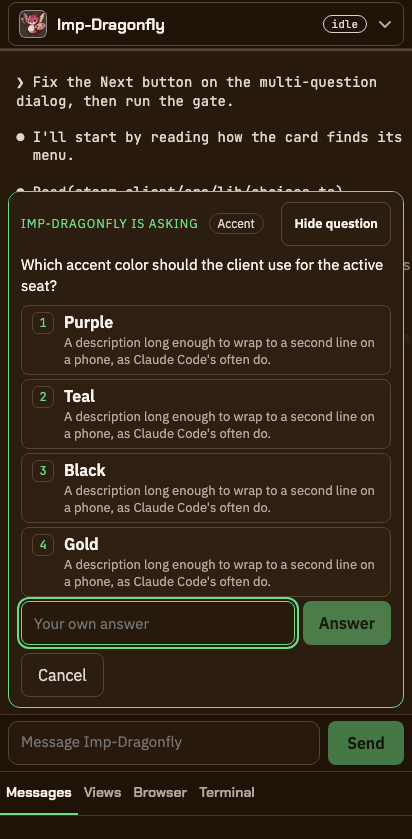 Imp-Dragonfly
idle
❯ Fix the Next button on the multi-question
dialog, then run the gate.
● I'll start by reading how the card finds its
menu.
IMP-DRAGONFLY IS ASKING
Accent
Hide question
Which accent color should the client use for the active
seat?
1 Purple
A description long enough to wrap to a second line on
a phone, as Claude Code's often do.
2 Teal
A description long enough to wrap to a second line on
a phone, as Claude Code's often do.
3 Black
A description long enough to wrap to a second line on
a phone, as Claude Code's often do.
4 Gold
A description long enough to wrap to a second line on
a phone, as Claude Code's often do.
Your own answer
Answer
Cancel
Message Imp-Dragonfly
Send
Messages Views Browser Terminal